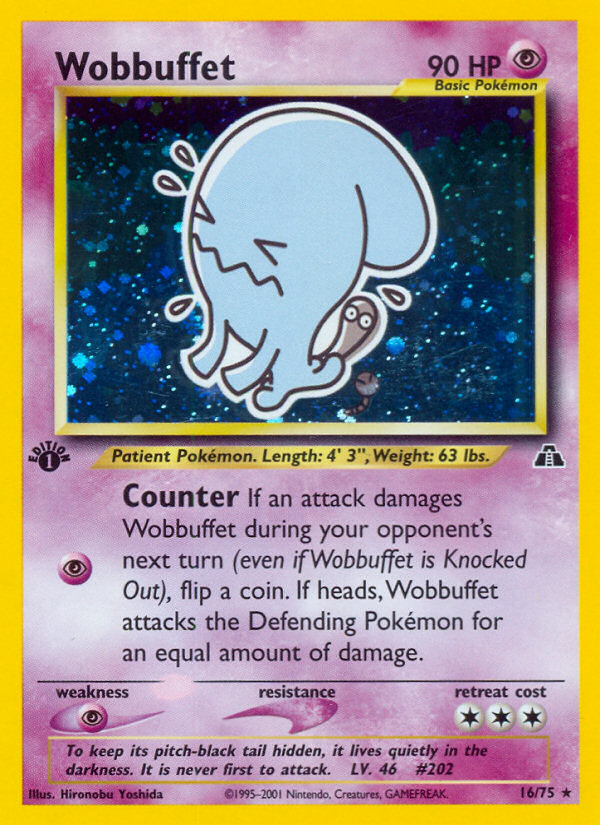 Wobbuffet
90 HP
Basic Pokémon
EDITION
1
Patient Pokémon. Length: 4' 3", Weight: 63 lbs.
Counter If an attack damages
Wobbuffet during your opponent's
next turn (even if Wobbuffet is Knocked
Out), flip a coin. If heads, Wobbuffet
attacks the Defending Pokémon for
an equal amount of damage.
weakness resistance retreat cost
To keep its pitch-black tail hidden, it lives quietly in the
darkness. It is never first to attack. LV. 46 #202
Illus. Hironobu Yoshida ©1995–2001 Nintendo, Creatures, GAMEFREAK. 16/75 ★